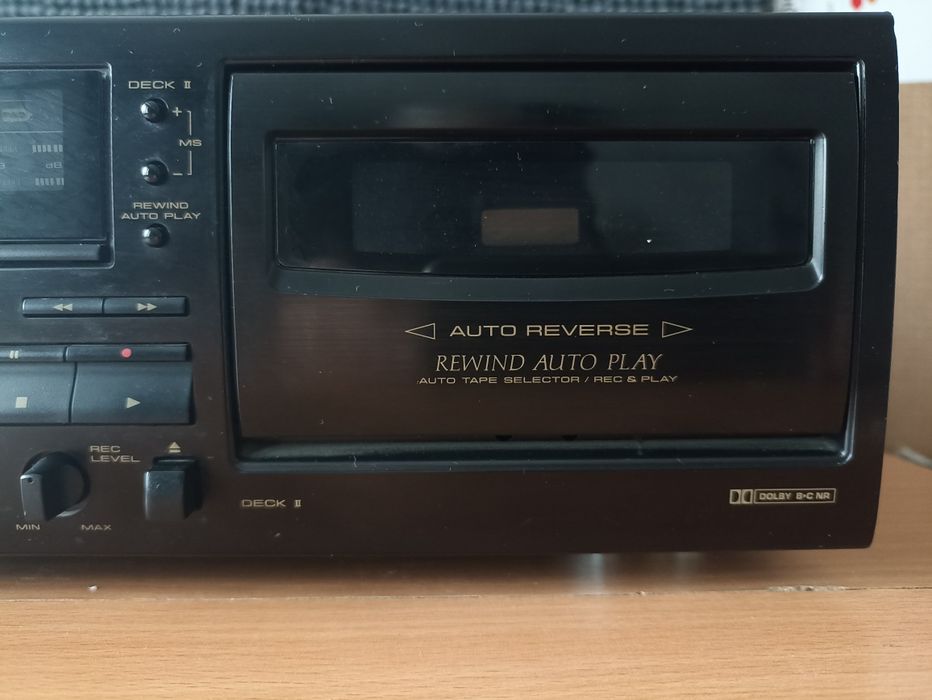 DECK II
+
MS
-
dB
REWIND
AUTO PLAY
◁ AUTO REVERSE ▷
REWIND AUTO PLAY
AUTO TAPE SELECTOR / REC & PLAY
REC
LEVEL
MIN
MAX
DECK II
DOLBY B·C NR